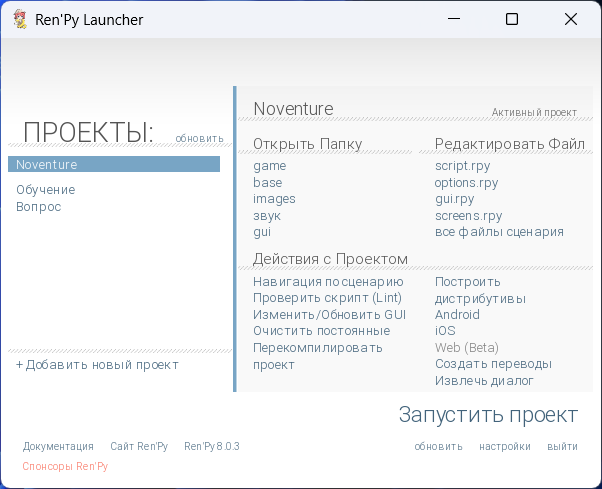 Ren'Py Launcher
ПРОЕКТЫ:
обновить
Noventure
Обучение
Вопрос
+ Добавить новый проект
Noventure
Активный проект
Открыть Папку
game
base
images
звук
gui
Редактировать Файл
script.rpy
options.rpy
gui.rpy
screens.rpy
все файлы сценария
Действия с Проектом
Навигация по сценарию
Проверить скрипт (Lint)
Изменить/Обновить GUI
Очистить постоянные
Перекомпилировать
проект
Построить
дистрибутивы
Android
iOS
Web (Beta)
Создать переводы
Извлечь диалог
Запустить проект
Документация
Сайт Ren'Py
Ren'Py 8.0.3
обновить
настройки
выйти
Спонсоры Ren'Py